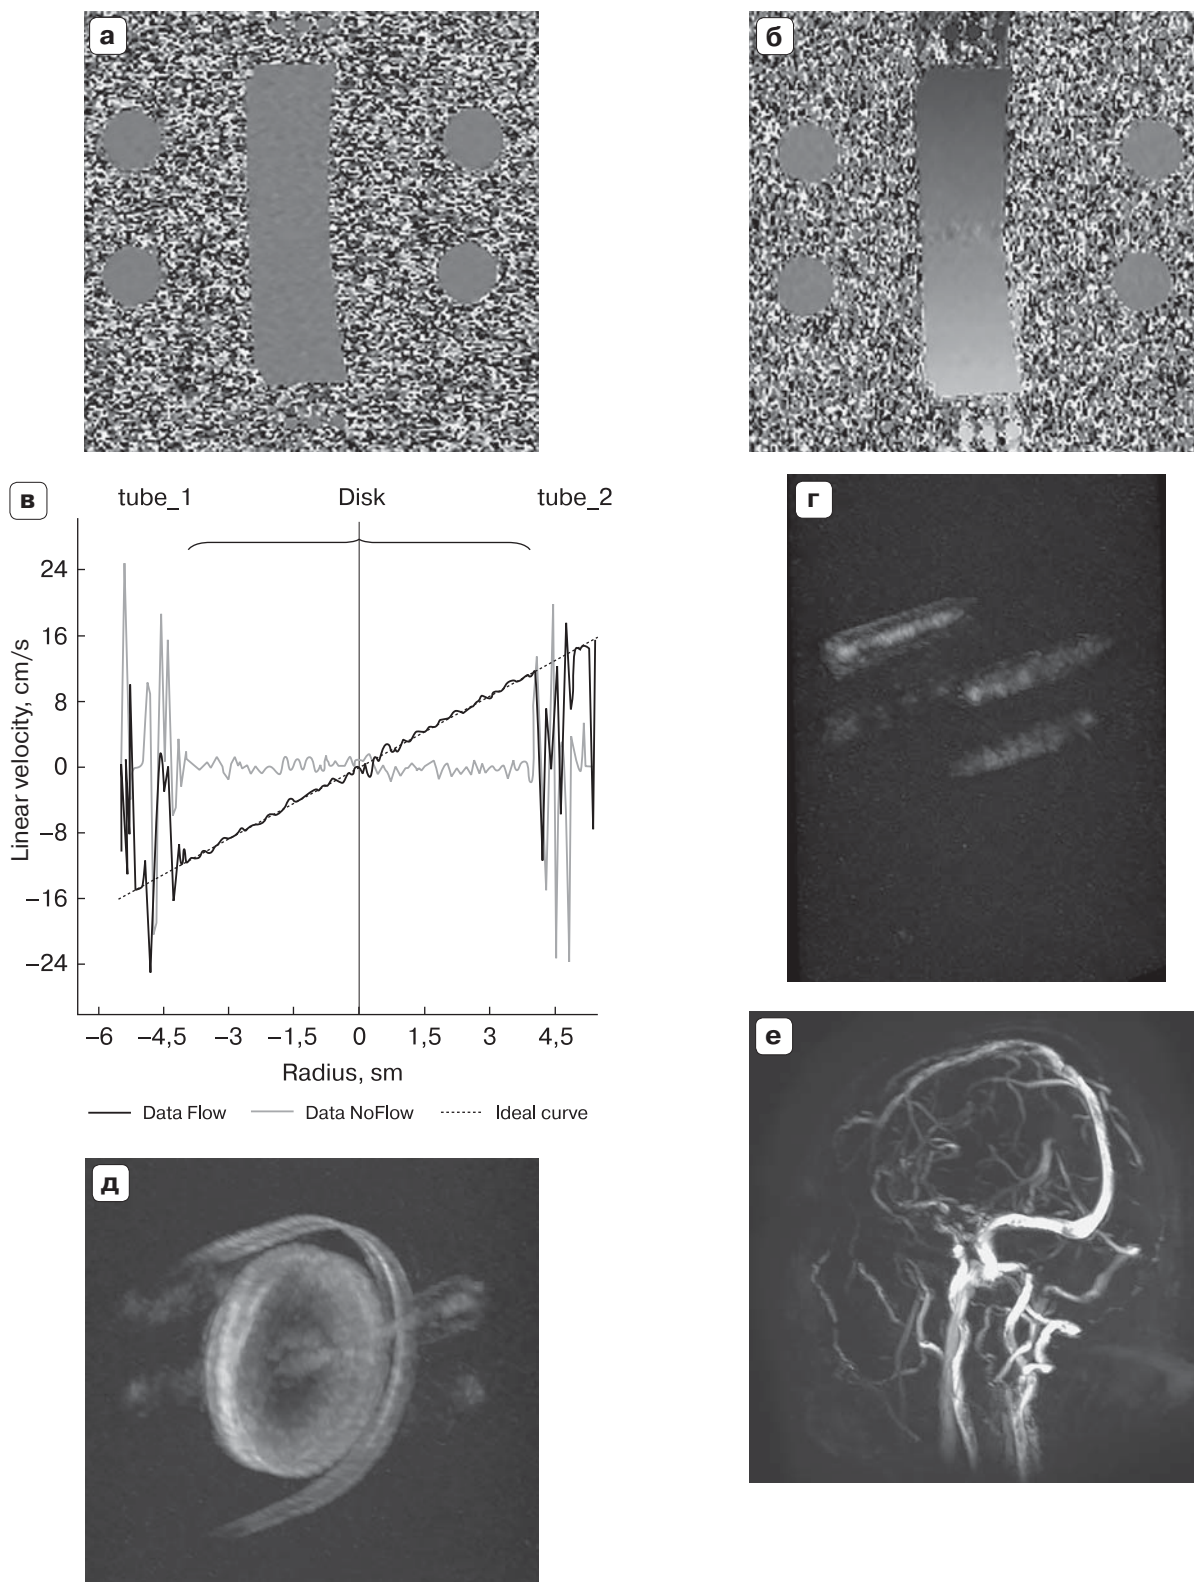 а
б
в
tube_1 Disk tube_2
24
16
8
0
−8
−16
−24
Linear velocity, cm/s
−6 −4,5 −3 −1,5 0 1,5 3 4,5
Radius, sm
Data Flow Data NoFlow Ideal curve
г
д
е